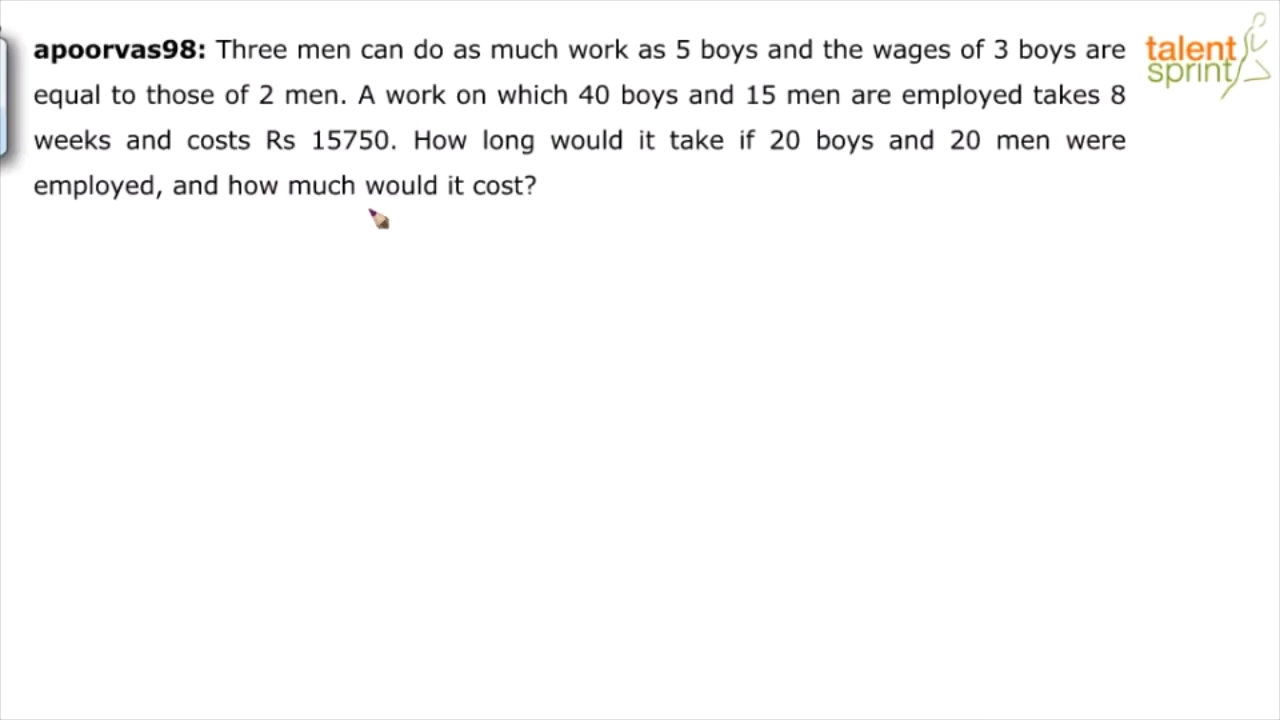 apoorvas98: Three men can do as much work as 5 boys and the wages of 3 boys are
equal to those of 2 men. A work on which 40 boys and 15 men are employed takes 8
weeks and costs Rs 15750. How long would it take if 20 boys and 20 men were
employed, and how much would it cost?
talent
sprint